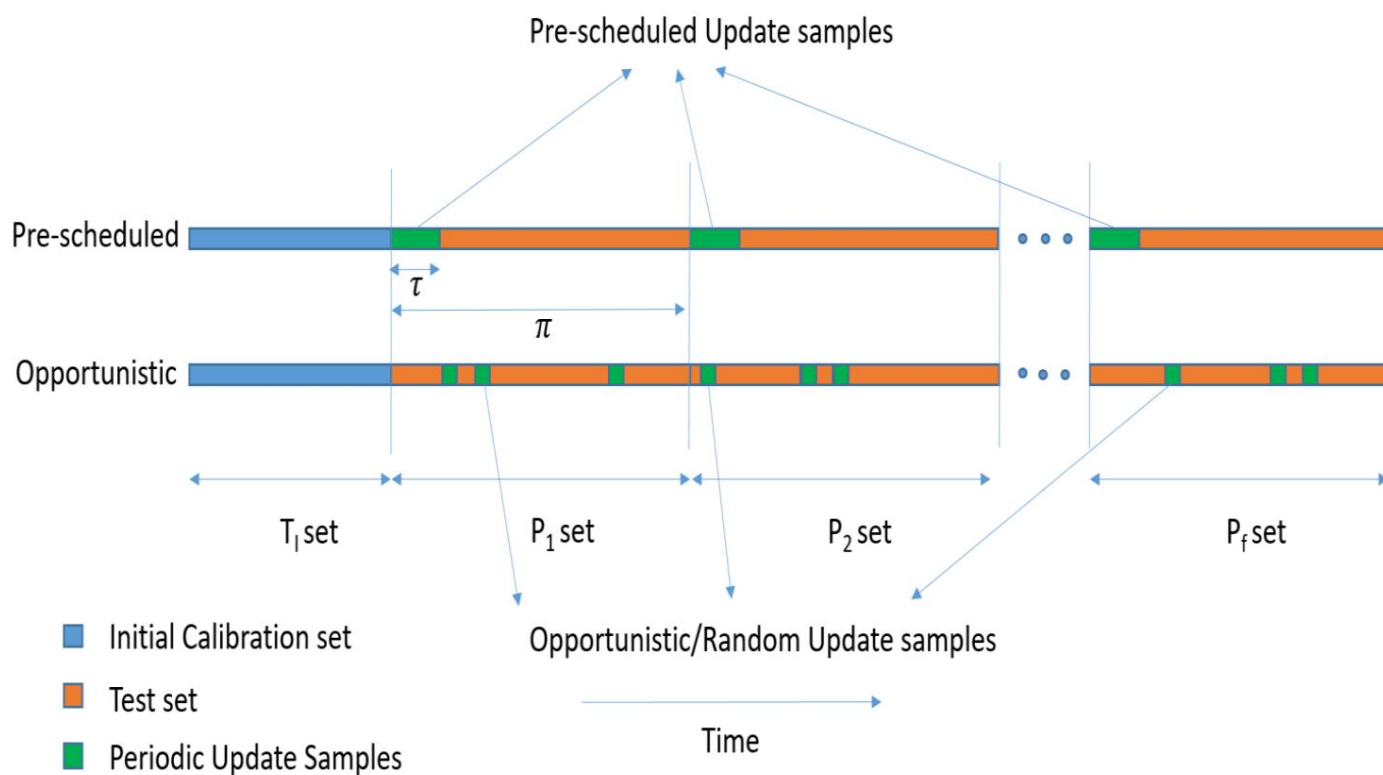 Pre-scheduled Update samples
Pre-scheduled
τ
π
Opportunistic
T_I set
P_1 set
P_2 set
P_f set
Initial Calibration set
Opportunistic/Random Update samples
Test set
Time
Periodic Update Samples